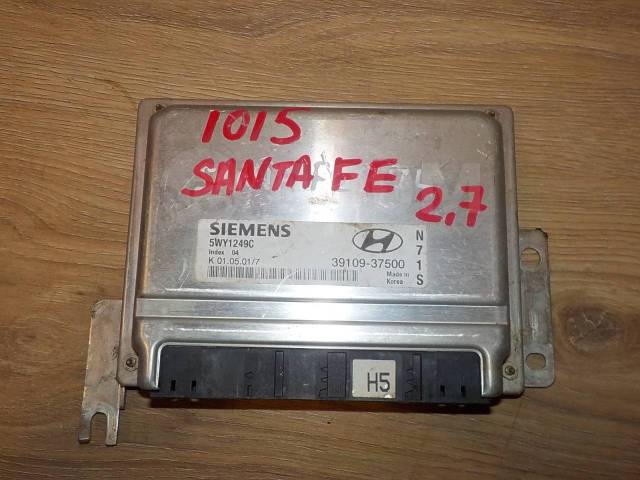 1015
SANTA FE 2.7
SIEMENS
5WY1249C
Index 04
K 01.05.01/7
39109-37500
Made in
Korea
N
7
1
S
H5